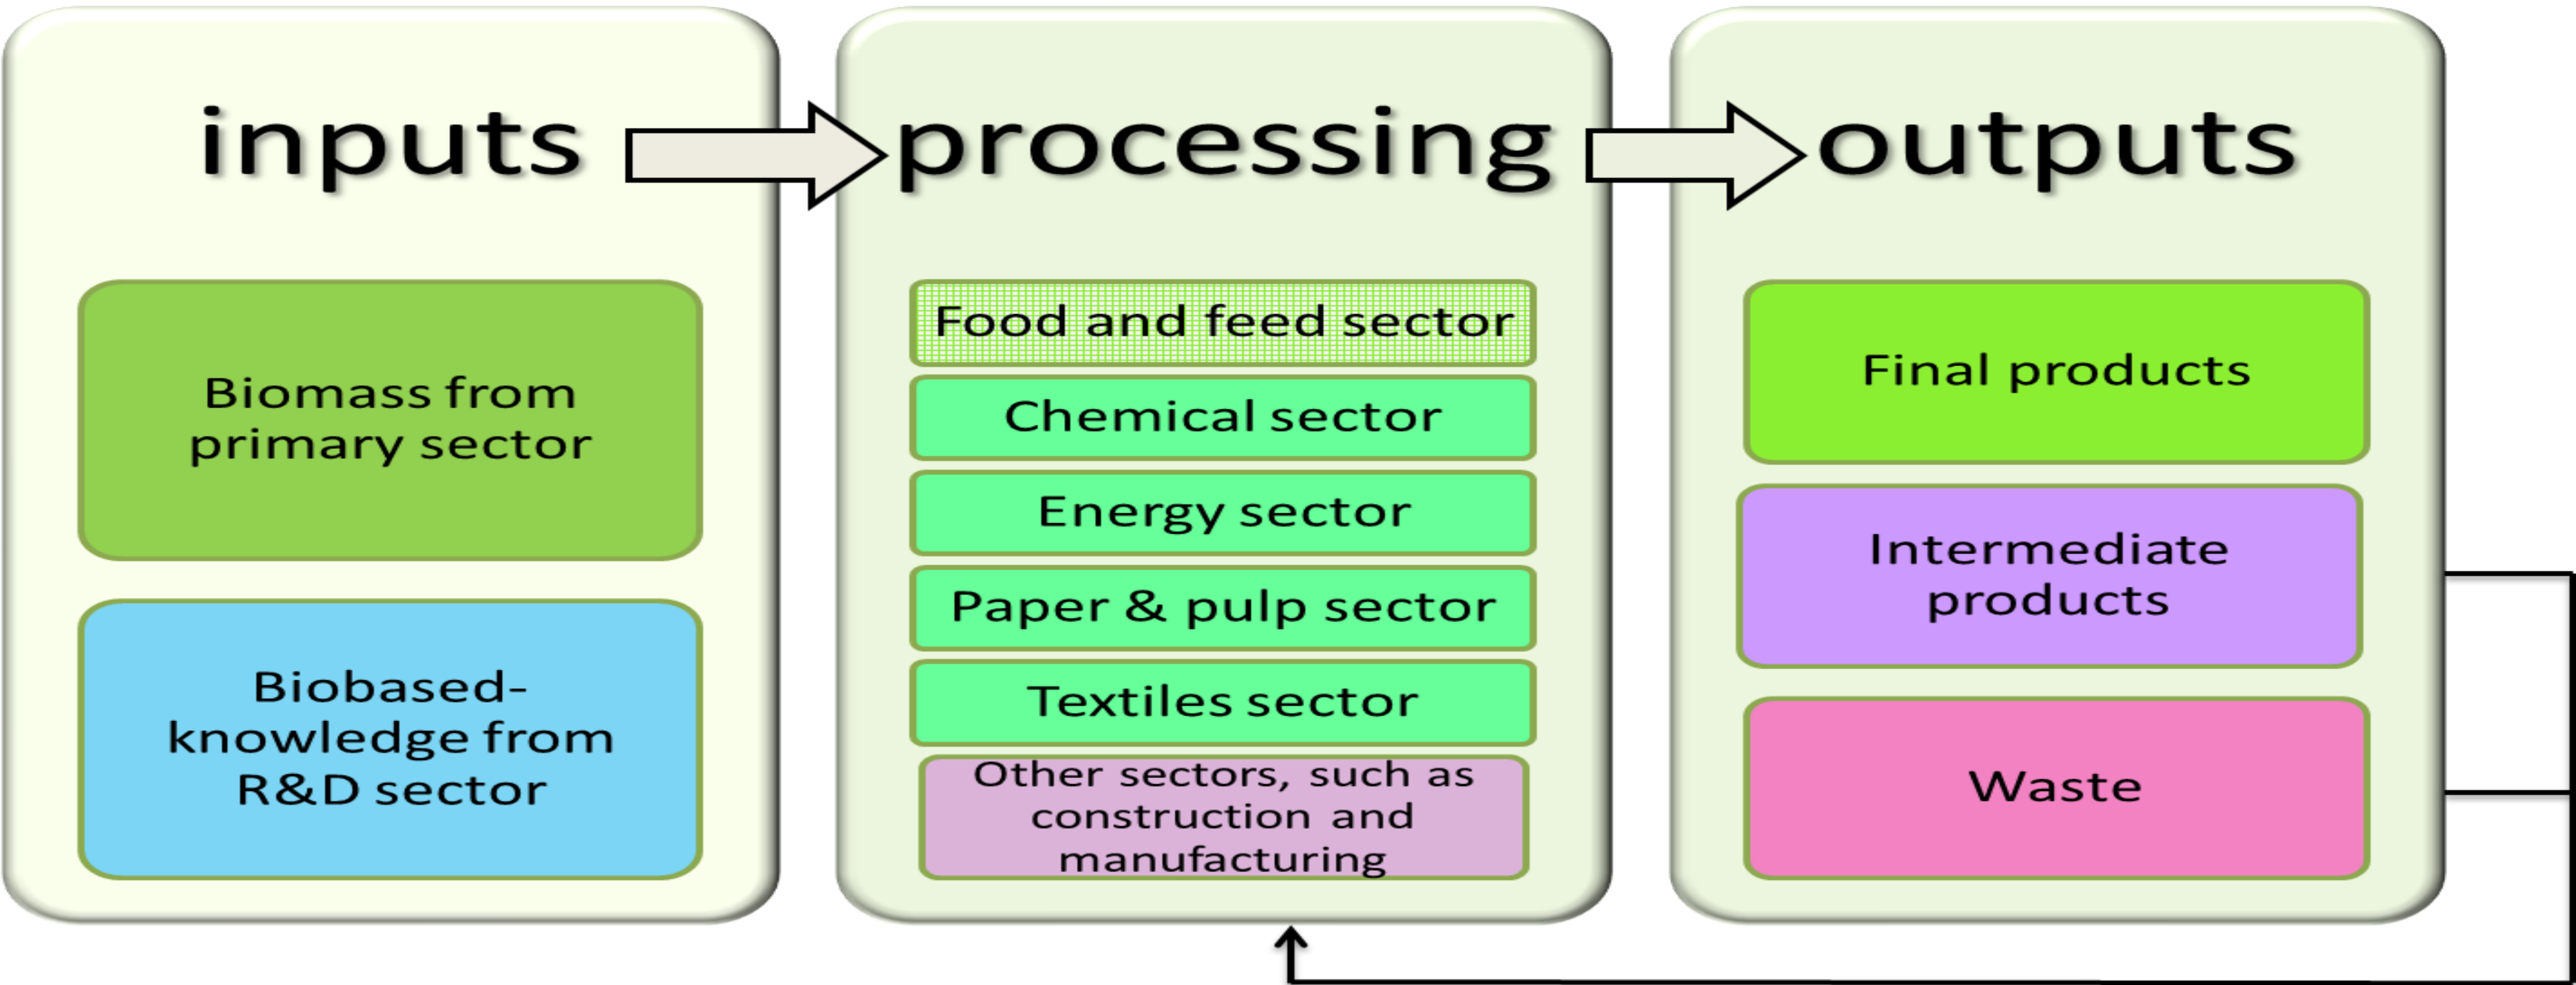 inputs
processing
outputs
Biomass from
primary sector
Biobased-
knowledge from
R&D sector
Food and feed sector
Chemical sector
Energy sector
Paper & pulp sector
Textiles sector
Other sectors, such as
construction and
manufacturing
Final products
Intermediate
products
Waste